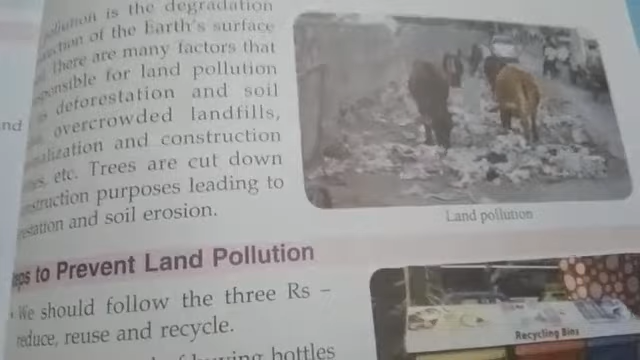 is the degradation
of the Earth's surface
there are many factors that
for land pollution
deforestation and soil
overcrowded landfills,
and construction
etc. Trees are cut down
purposes leading to
and soil erosion.
to Prevent Land Pollution
We should follow the three Rs –
reduce, reuse and recycle.
bottles
Land pollution
Recycling Bins